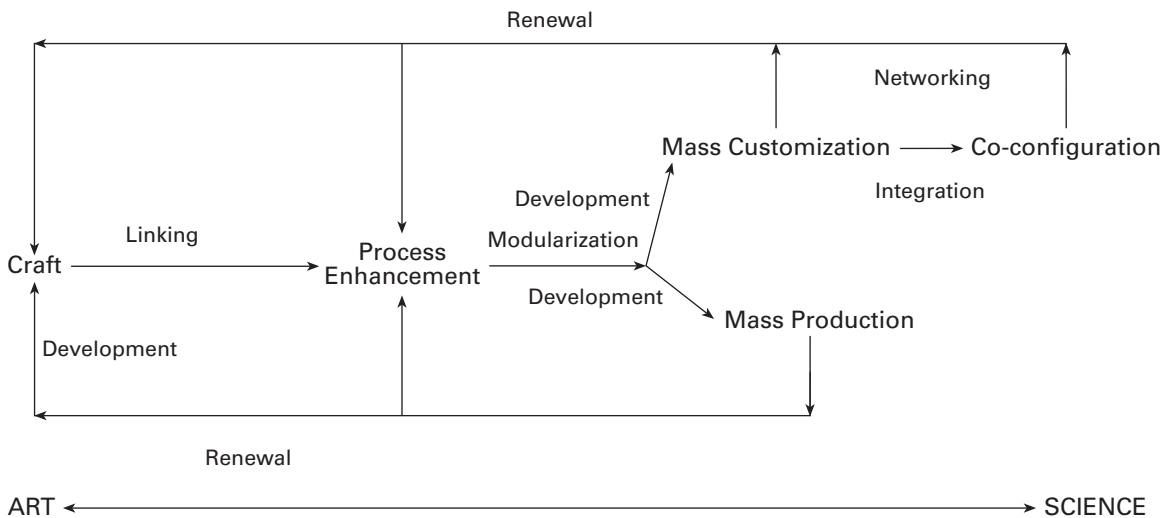 Renewal
Networking
Mass Customization
Co-configuration
Development
Integration
Linking
Modularization
Craft
Process
Enhancement
Development
Mass Production
Development
Renewal
ART
SCIENCE